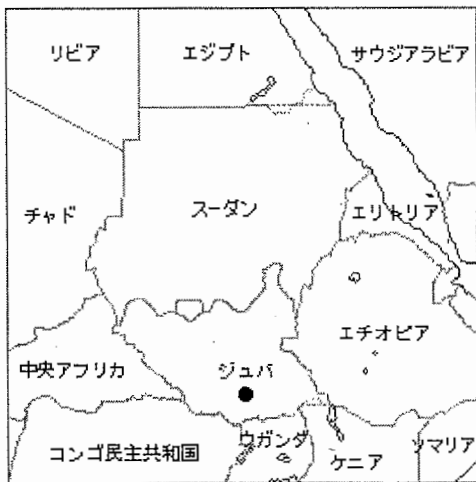 リビア
エジプト
サウジアラビア
チャド
スーダン
エリトリア
エチオピア
中央アフリカ
ジュバ
コンゴ民主共和国
ウガンダ
ケニア
ソマリア